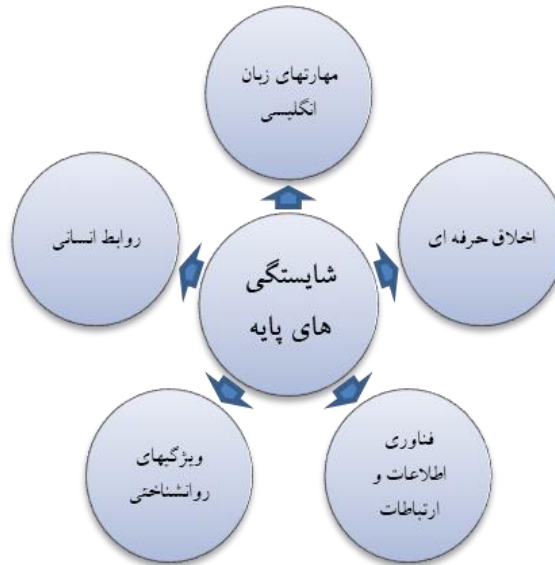 مهارتهای زبان
انگلیسی
اخلاق حرفه ای
روابط انسانی
شایستگی
های پایه
فناوری
اطلاعات و
ارتباطات
ویژگیهای
روانشناختی